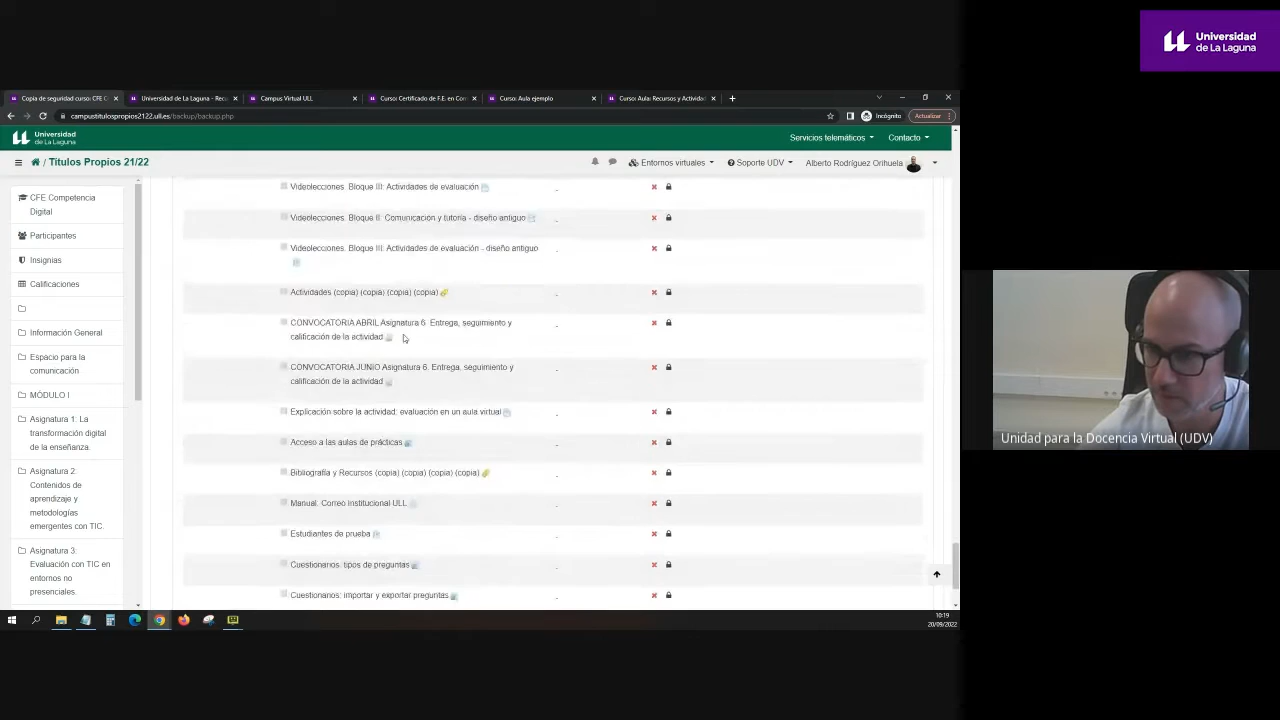 Universidad
de La Laguna
Copia de seguridad curso: CFE C
Universidad de La Laguna - Rec
Campus Virtual ULL
Curso: Certificado de F.E. en Con
Curso: Aula ejemplo
Curso: Aula: Recursos y Activida
campustitulospropios2122.ull.es/backup/backup.php
Incógnito
Actualizar
Universidad
de La Laguna
Servicios telemáticos
Contacto
/ Títulos Propios 21/22
Entornos virtuales
Soporte UDV
Alberto Rodríguez Orihuela
CFE Competencia
Digital
Participantes
Insignias
Calificaciones
Información General
Espacio para la
comunicación
MÓDULO I
Asignatura 1: La
transformación digital
de la enseñanza.
Asignatura 2:
Contenidos de
aprendizaje y
metodologías
emergentes con TIC.
Asignatura 3:
Evaluación con TIC en
entornos no
presenciales.
Videolecciones. Bloque III: Actividades de evaluación
Videolecciones. Bloque II: Comunicación y tutoría - diseño antiguo
Videolecciones. Bloque III: Actividades de evaluación - diseño antiguo
Actividades (copia) (copia) (copia) (copia)
CONVOCATORIA ABRIL Asignatura 6 Entrega, seguimiento y
calificación de la actividad
CONVOCATORIA JUNIO Asignatura 6. Entrega, seguimiento y
calificación de la actividad
Explicación sobre la actividad: evaluación en un aula virtual
Acceso a las aulas de prácticas
Bibliografía y Recursos (copia) (copia) (copia) (copia)
Manual. Correo institucional ULL
Estudiantes de prueba
Cuestionarios: tipos de preguntas
Cuestionarios: importar y exportar preguntas
10:19
20/09/2022
Unidad para la Docencia Virtual (UDV)